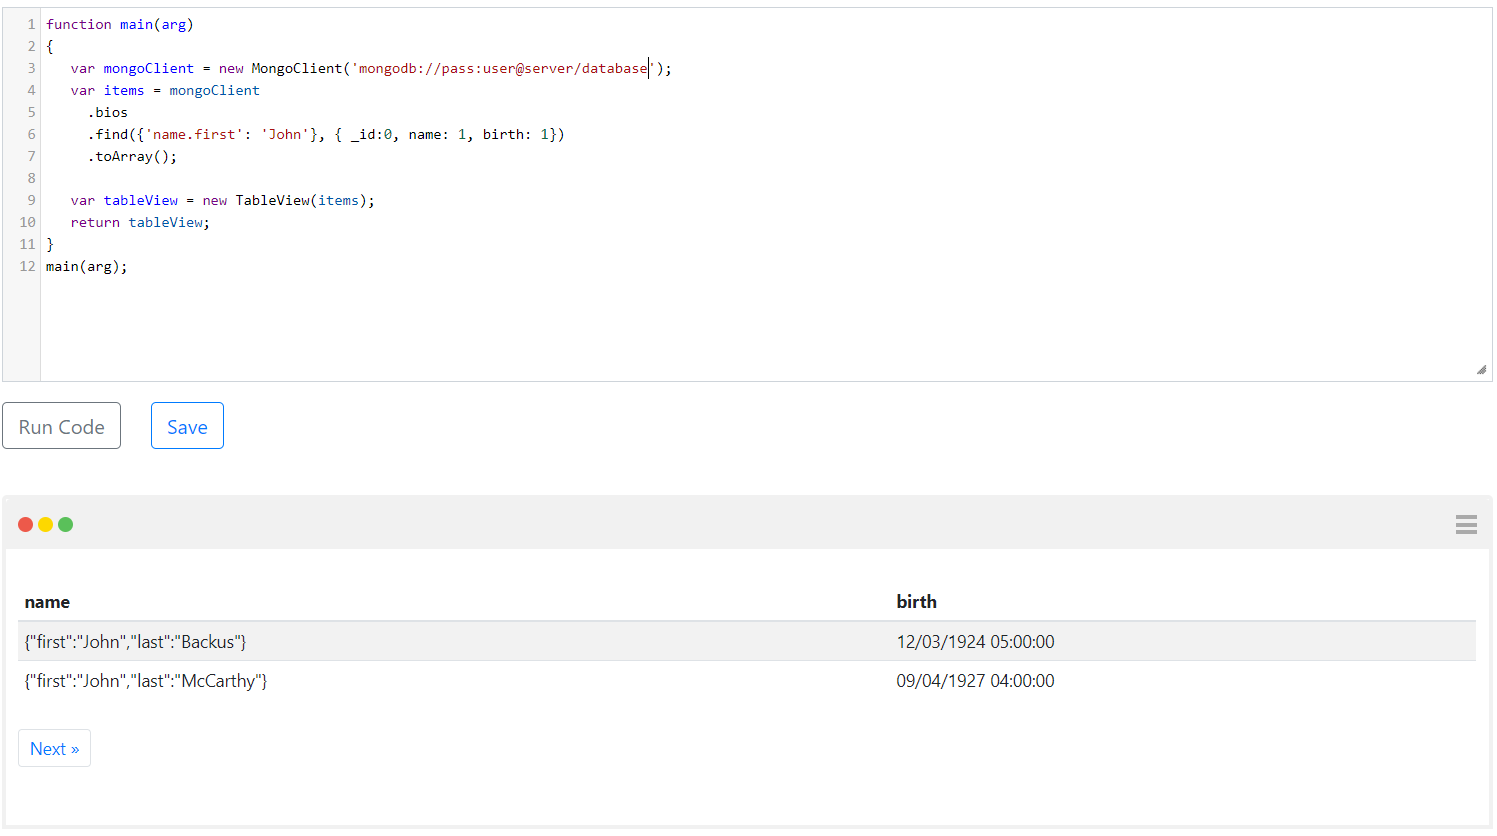 1 function main(arg)
2 {
3 var mongoClient = new MongoClient('mongodb://pass:user@server/database');
4 var items = mongoClient
5 .bios
6 .find({'name.first': 'John'}, { _id:0, name: 1, birth: 1})
7 .toArray();
8
9 var tableView = new TableView(items);
10 return tableView;
11 }
12 main(arg);
Run Code Save
name birth
{"first":"John","last":"Backus"} 12/03/1924 05:00:00
{"first":"John","last":"McCarthy"} 09/04/1927 04:00:00
Next »